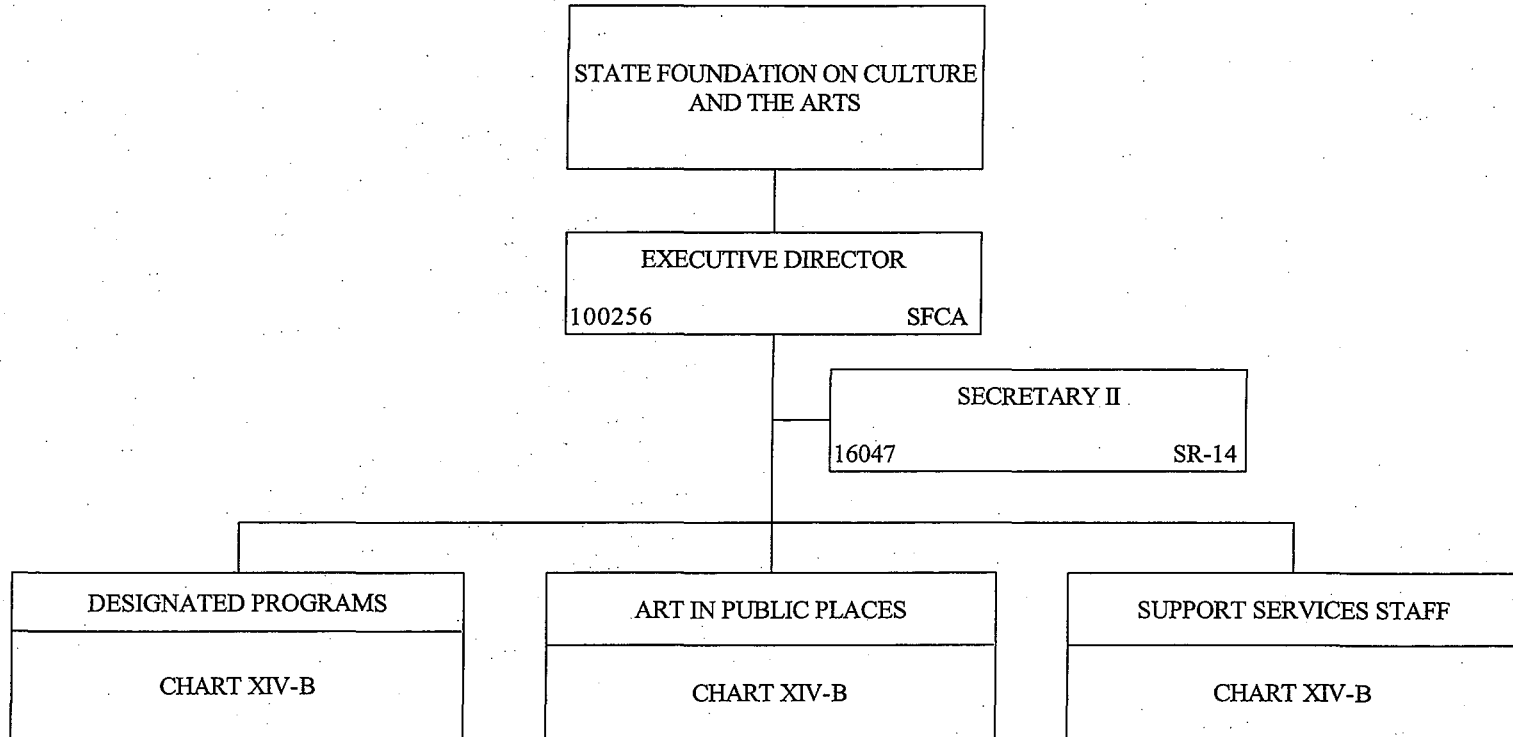 STATE FOUNDATION ON CULTURE
AND THE ARTS
EXECUTIVE DIRECTOR
100256 SFCA
SECRETARY II
16047 SR-14
DESIGNATED PROGRAMS
CHART XIV-B
ART IN PUBLIC PLACES
CHART XIV-B
SUPPORT SERVICES STAFF
CHART XIV-B